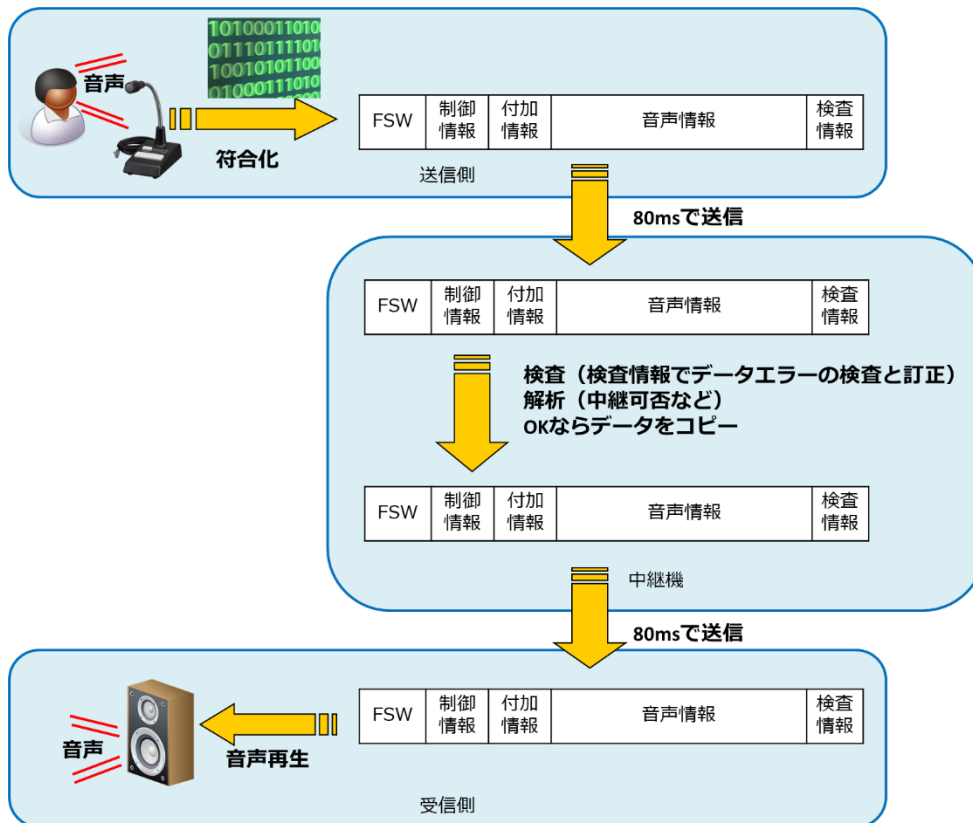 音声
10100011010
01110111101
10010101100
01000111010
符合化
FSW
制御
情報
付加
情報
音声情報
検査
情報
送信側
80msで送信
FSW
制御
情報
付加
情報
音声情報
検査
情報
検査（検査情報でデータエラーの検査と訂正）
解析（中継可否など）
OKならデータをコピー
FSW
制御
情報
付加
情報
音声情報
検査
情報
中継機
80msで送信
音声
音声再生
FSW
制御
情報
付加
情報
音声情報
検査
情報
受信側